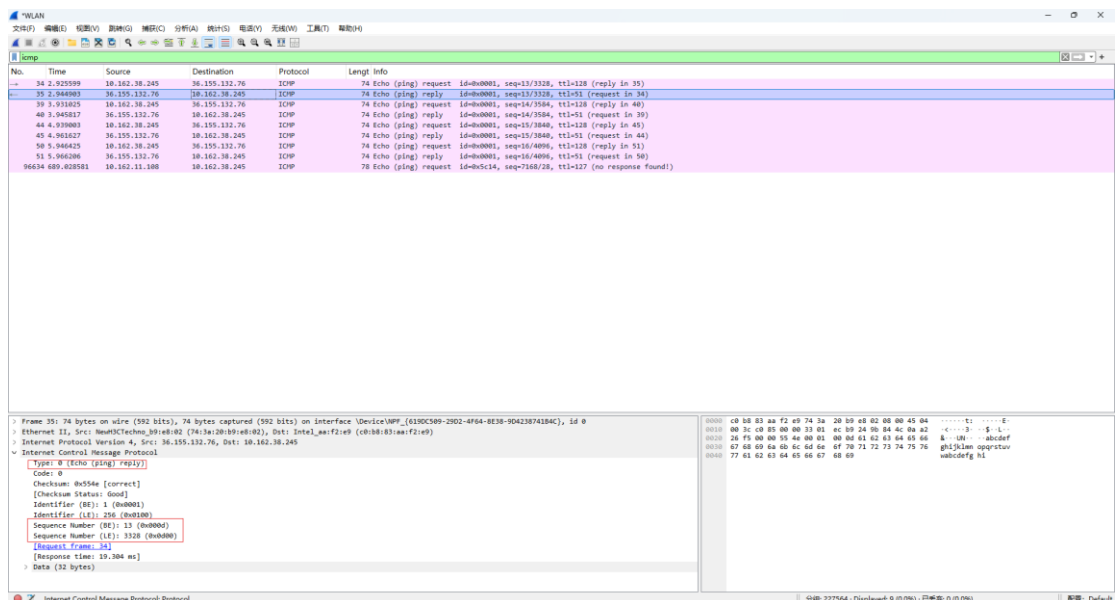 *WLAN
文件(F) 编辑(E) 视图(V) 跳转(G) 捕获(C) 分析(A) 统计(S) 电话(Y) 无线(W) 工具(T) 帮助(H)
icmp
No. Time Source Destination Protocol Lengt Info
34 2.925599 10.162.38.245 36.155.132.76 ICMP 74 Echo (ping) request id=0x0001, seq=13/3328, ttl=128 (reply in 35)
35 2.944903 36.155.132.76 10.162.38.245 ICMP 74 Echo (ping) reply id=0x0001, seq=13/3328, ttl=51 (request in 34)
39 3.931025 10.162.38.245 36.155.132.76 ICMP 74 Echo (ping) request id=0x0001, seq=14/3584, ttl=128 (reply in 40)
40 3.945817 36.155.132.76 10.162.38.245 ICMP 74 Echo (ping) reply id=0x0001, seq=14/3584, ttl=51 (request in 39)
44 4.939003 10.162.38.245 36.155.132.76 ICMP 74 Echo (ping) request id=0x0001, seq=15/3840, ttl=128 (reply in 45)
45 4.961627 36.155.132.76 10.162.38.245 ICMP 74 Echo (ping) reply id=0x0001, seq=15/3840, ttl=51 (request in 44)
50 5.946425 10.162.38.245 36.155.132.76 ICMP 74 Echo (ping) request id=0x0001, seq=16/4096, ttl=128 (reply in 51)
51 5.966206 36.155.132.76 10.162.38.245 ICMP 74 Echo (ping) reply id=0x0001, seq=16/4096, ttl=51 (request in 50)
96634 689.028581 10.162.11.108 10.162.38.245 ICMP 78 Echo (ping) request id=0x5c14, seq=7168/28, ttl=127 (no response found!)
Frame 35: 74 bytes on wire (592 bits), 74 bytes captured (592 bits) on interface \Device\NPF_{619DC509-29D2-4F64-8E38-9D4238741B4C}, id 0
Ethernet II, Src: NewH3CTechno_b9:e8:02 (74:3a:20:b9:e8:02), Dst: Intel_aa:f2:e9 (c0:b8:83:aa:f2:e9)
Internet Protocol Version 4, Src: 36.155.132.76, Dst: 10.162.38.245
Internet Control Message Protocol
Type: 0 (Echo (ping) reply)
Code: 0
Checksum: 0x554e [correct]
[Checksum Status: Good]
Identifier (BE): 1 (0x0001)
Identifier (LE): 256 (0x0100)
Sequence Number (BE): 13 (0x000d)
Sequence Number (LE): 3328 (0x0d00)
[Request frame: 34]
[Response time: 19.304 ms]
Data (32 bytes)
0000 c0 b8 83 aa f2 e9 74 3a 20 b9 e8 02 08 00 45 04 ······t: ·····E·
0010 00 3c c0 85 00 00 33 01 ec b9 24 9b 84 4c 0a a2 ·<····3· ··$··L··
0020 26 f5 00 00 55 4e 00 01 00 0d 61 62 63 64 65 66 &···UN·· ··abcdef
0030 67 68 69 6a 6b 6c 6d 6e 6f 70 71 72 73 74 75 76 ghijklmn opqrstuv
0040 77 61 62 63 64 65 66 67 68 69 wabcdefg hi
Internet Control Message Protocol: Protocol
分组: 227564 · Displayed: 9 (0.0%) · 已丢弃: 0 (0.0%)
配置: Default